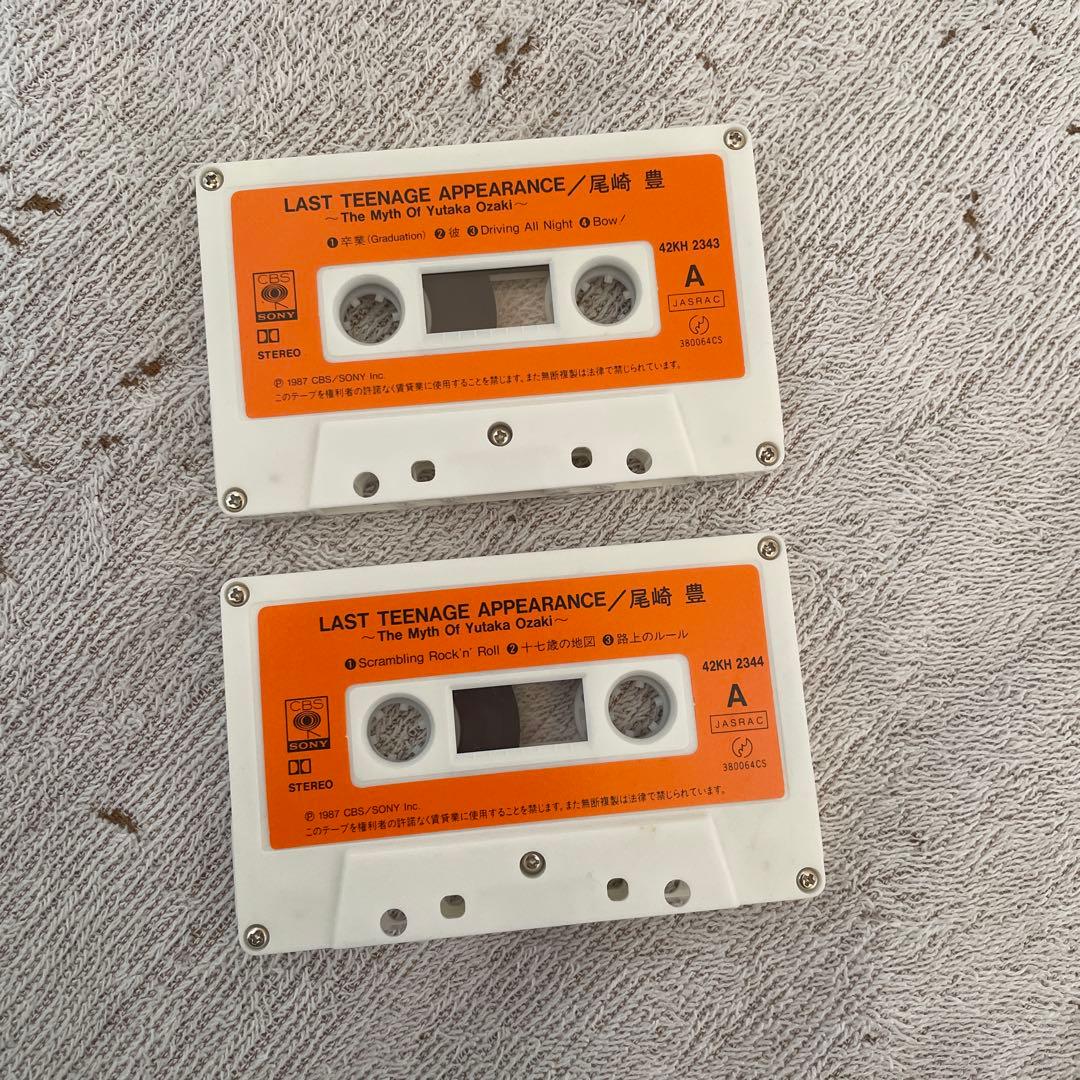 LAST TEENAGE APPEARANCE/尾崎 豊
～The Myth Of Yutaka Ozaki～
❶卒業(Graduation) ❷彼 ❸Driving All Night ❹Bow!
42KH 2343
CBS
SONY
A
JASRAC
STEREO
380064CS
Ⓟ 1987 CBS/SONY Inc.
このテープを権利者の許諾なく賃貸業に使用することを禁じます。また無断複製は法律で禁じられています。
LAST TEENAGE APPEARANCE/尾崎 豊
～The Myth Of Yutaka Ozaki～
❶Scrambling Rock'n' Roll ❷十七歳の地図 ❸路上のルール
42KH 2344
CBS
SONY
A
JASRAC
STEREO
380064CS
Ⓟ 1987 CBS/SONY Inc.
このテープを権利者の許諾なく賃貸業に使用することを禁じます。また無断複製は法律で禁じられています。